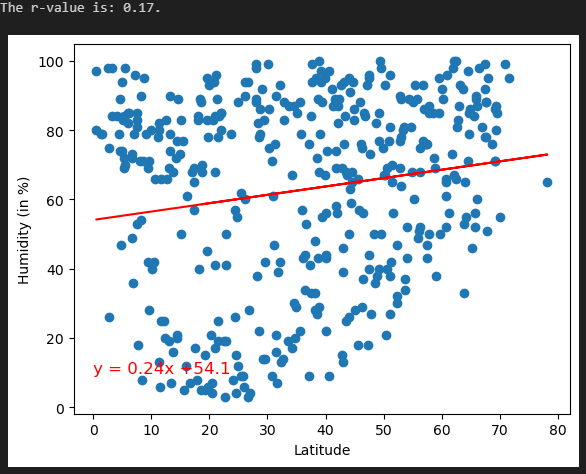 The r-value is: 0.17.
100
80
60
40
20
0
Humidity (in %)
y = 0.24x +54.1
0 10 20 30 40 50 60 70 80
Latitude